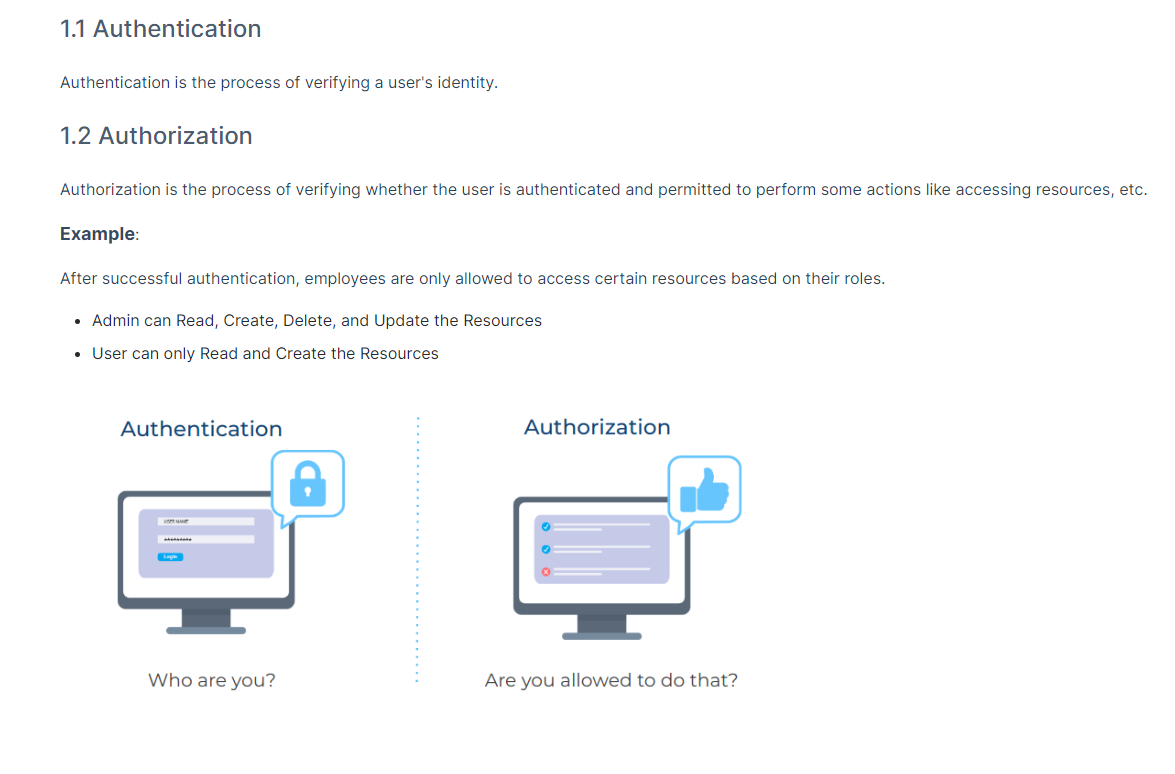 1.1 Authentication
Authentication is the process of verifying a user's identity.
1.2 Authorization
Authorization is the process of verifying whether the user is authenticated and permitted to perform some actions like accessing resources, etc.
Example:
After successful authentication, employees are only allowed to access certain resources based on their roles.
• Admin can Read, Create, Delete, and Update the Resources
• User can only Read and Create the Resources
Authentication
Authorization
USER NAME
**********
Login
Who are you?
Are you allowed to do that?